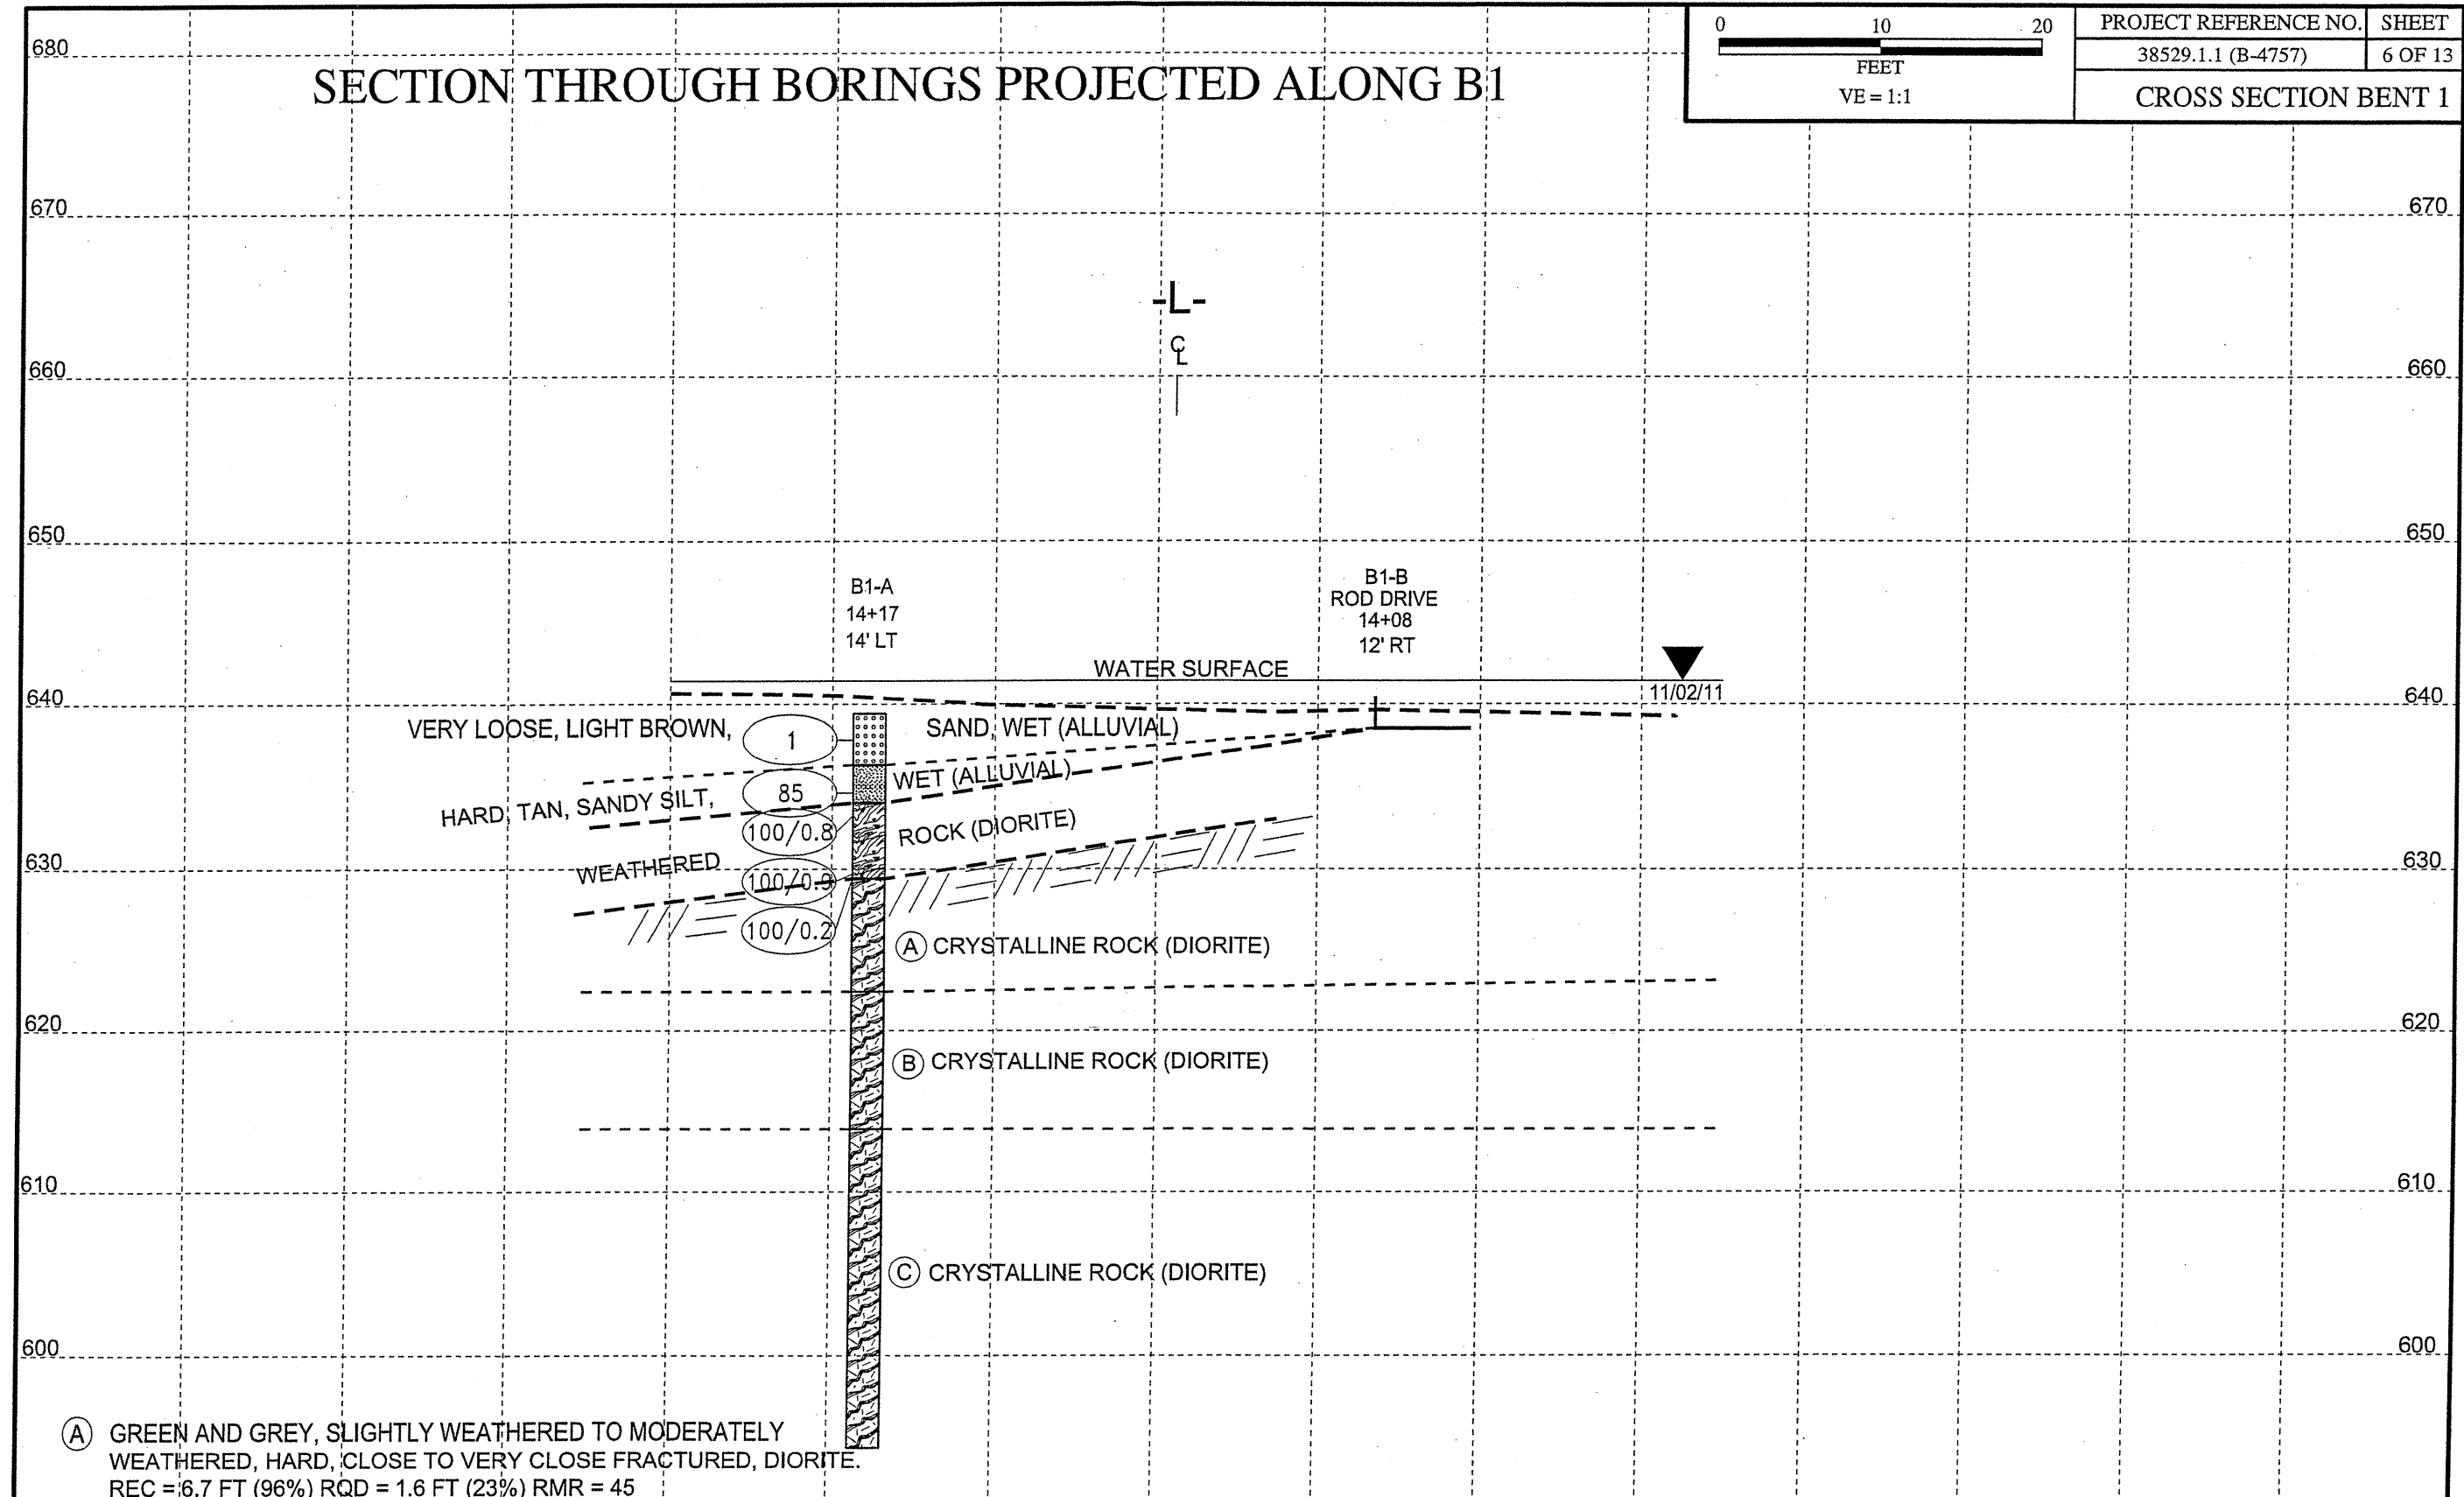 0 10 20
FEET
VE = 1:1
PROJECT REFERENCE NO. SHEET
38529.1.1 (B-4757) 6 OF 13
CROSS SECTION BENT 1
680
SECTION THROUGH BORINGS PROJECTED ALONG B1
670 670
-L-
CL
660 660
650 650
B1-A
14+17
14' LT
B1-B
ROD DRIVE
14+08
12' RT
WATER SURFACE
11/02/11
640 640
VERY LOOSE, LIGHT BROWN, 1 SAND, WET (ALLUVIAL)
HARD, TAN, SANDY SILT, 85 WET (ALLUVIAL)
100/0.8
WEATHERED ROCK (DIORITE)
630 630
100/0.9
100/0.2
A CRYSTALLINE ROCK (DIORITE)
620 620
B CRYSTALLINE ROCK (DIORITE)
610 610
C CRYSTALLINE ROCK (DIORITE)
600 600
A GREEN AND GREY, SLIGHTLY WEATHERED TO MODERATELY
WEATHERED, HARD, CLOSE TO VERY CLOSE FRACTURED, DIORITE.
REC = 6.7 FT (96%) RQD = 1.6 FT (23%) RMR = 45